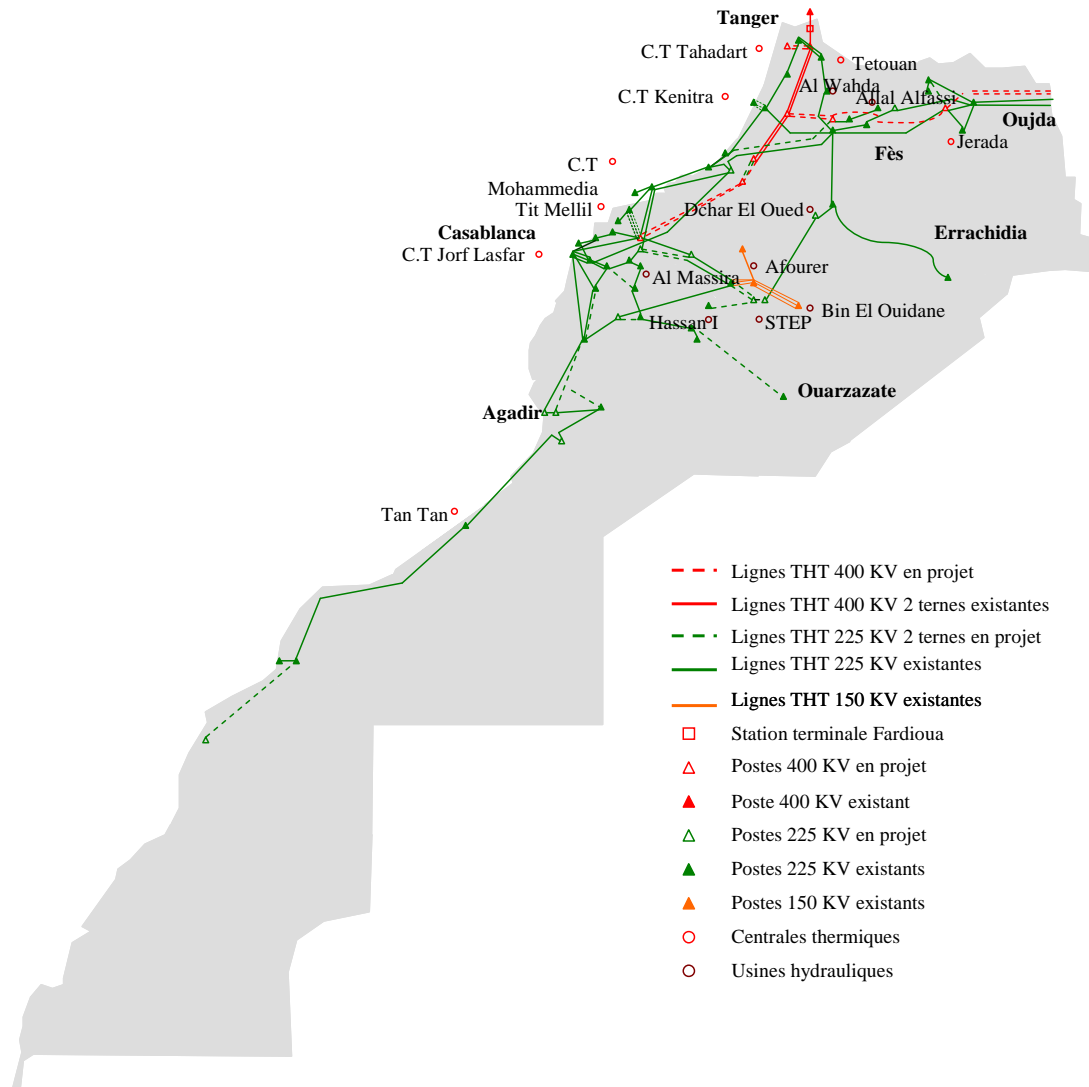 Tanger
C.T Tahadart
Tetouan
Al Wahda
C.T Kenitra
Allal Alfassi
Oujda
Jerada
Fès
C.T
Mohammedia
Tit Mellil
Dchar El Oued
Casablanca
Errachidia
C.T Jorf Lasfar
Afourer
Al Massira
Bin El Ouidane
Hassan I
STEP
Ouarzazate
Agadir
Tan Tan
Lignes THT 400 KV en projet
Lignes THT 400 KV 2 ternes existantes
Lignes THT 225 KV 2 ternes en projet
Lignes THT 225 KV existantes
Lignes THT 150 KV existantes
Station terminale Fardioua
Postes 400 KV en projet
Poste 400 KV existant
Postes 225 KV en projet
Postes 225 KV existants
Postes 150 KV existants
Centrales thermiques
Usines hydrauliques